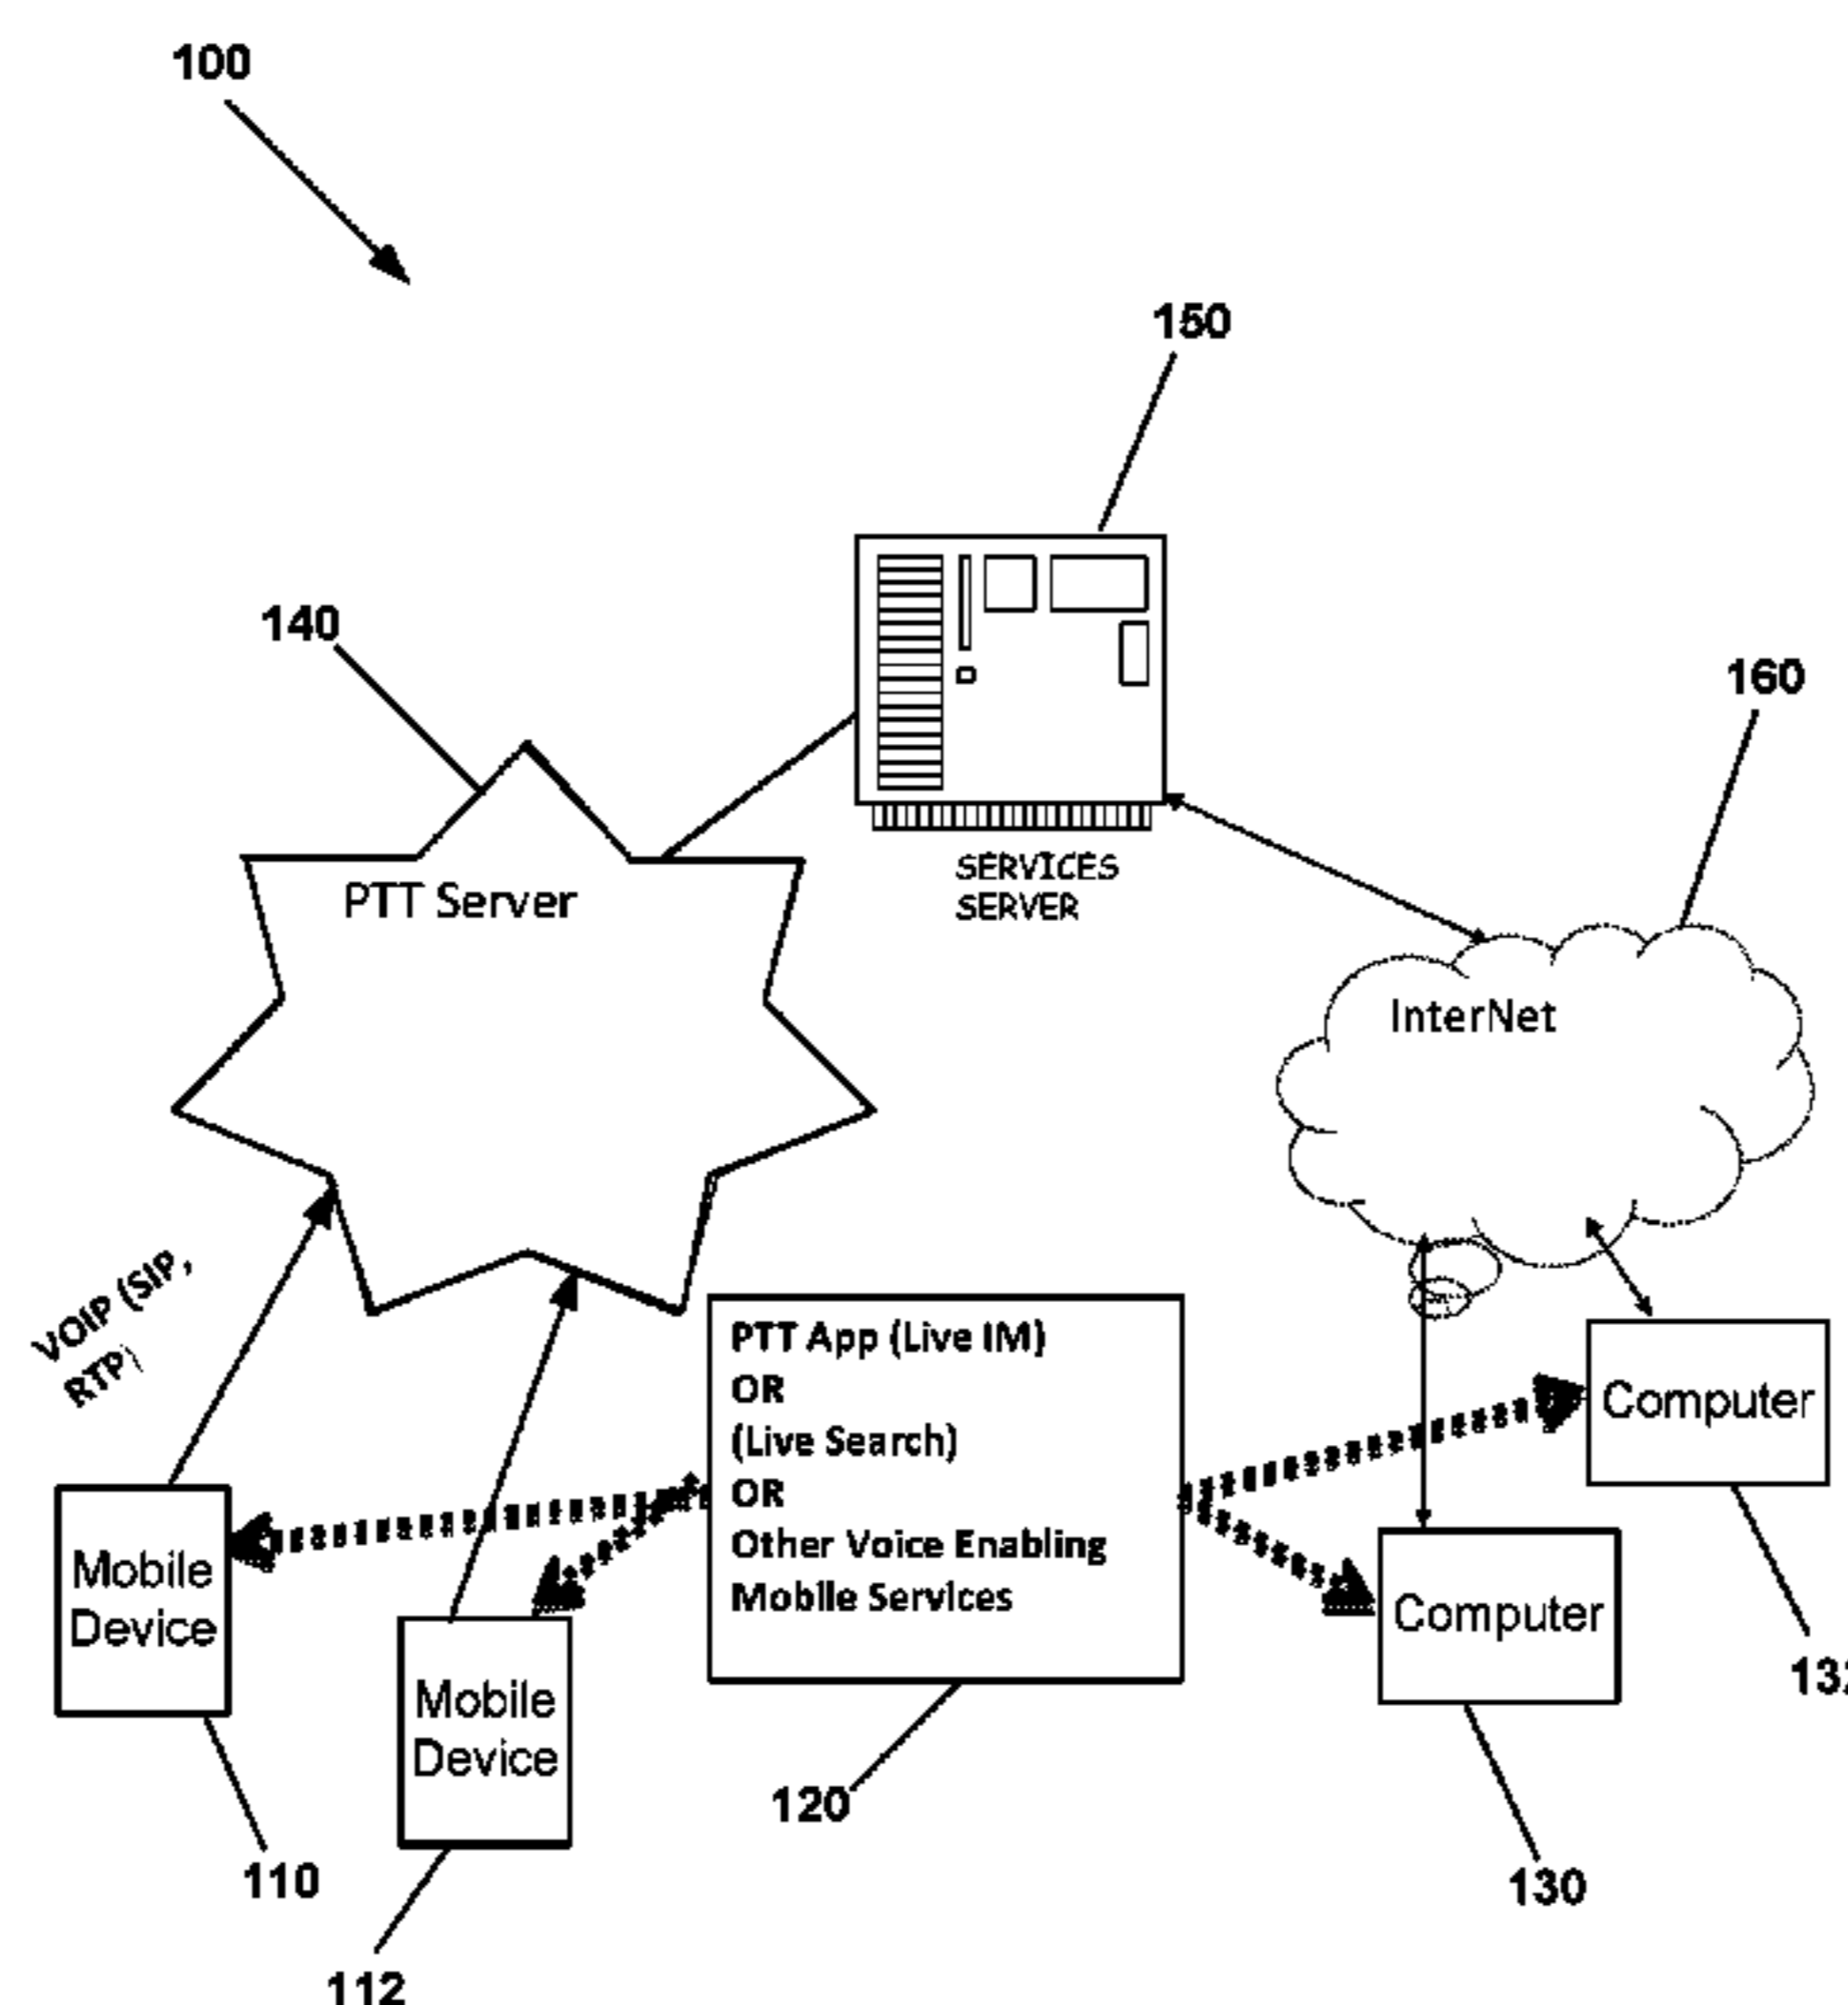 100
150
140
160
PTT Server
SERVICES
SERVER
InterNet
VOIP (SIP,
RTP)
PTT App (Live IM)
OR
(Live Search)
OR
Other Voice Enabling
Mobile Services
Computer
Computer
Mobile
Device
Mobile
Device
120
110
130
112